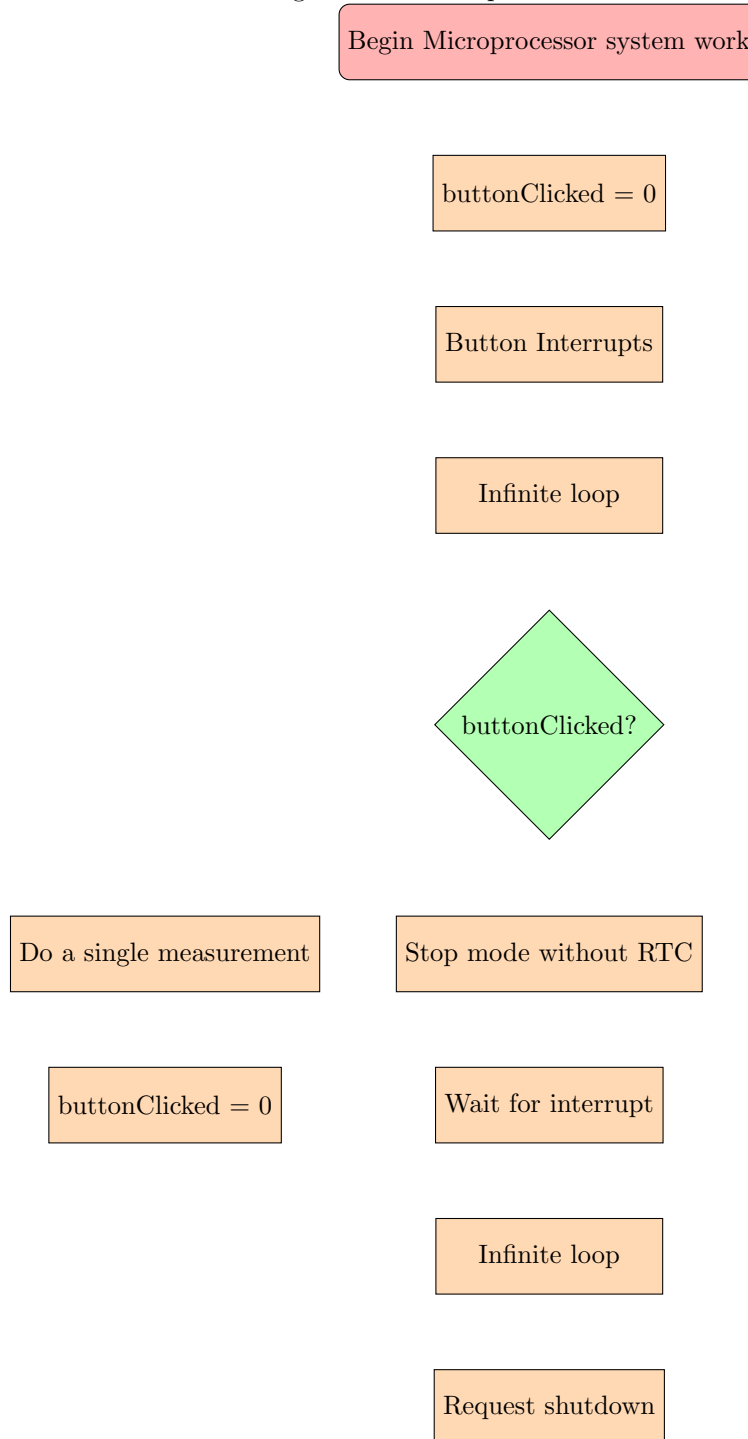 Begin Microprocessor system work
buttonClicked = 0
Button Interrupts
Infinite loop
buttonClicked?
Do a single measurement
Stop mode without RTC
buttonClicked = 0
Wait for interrupt
Infinite loop
Request shutdown